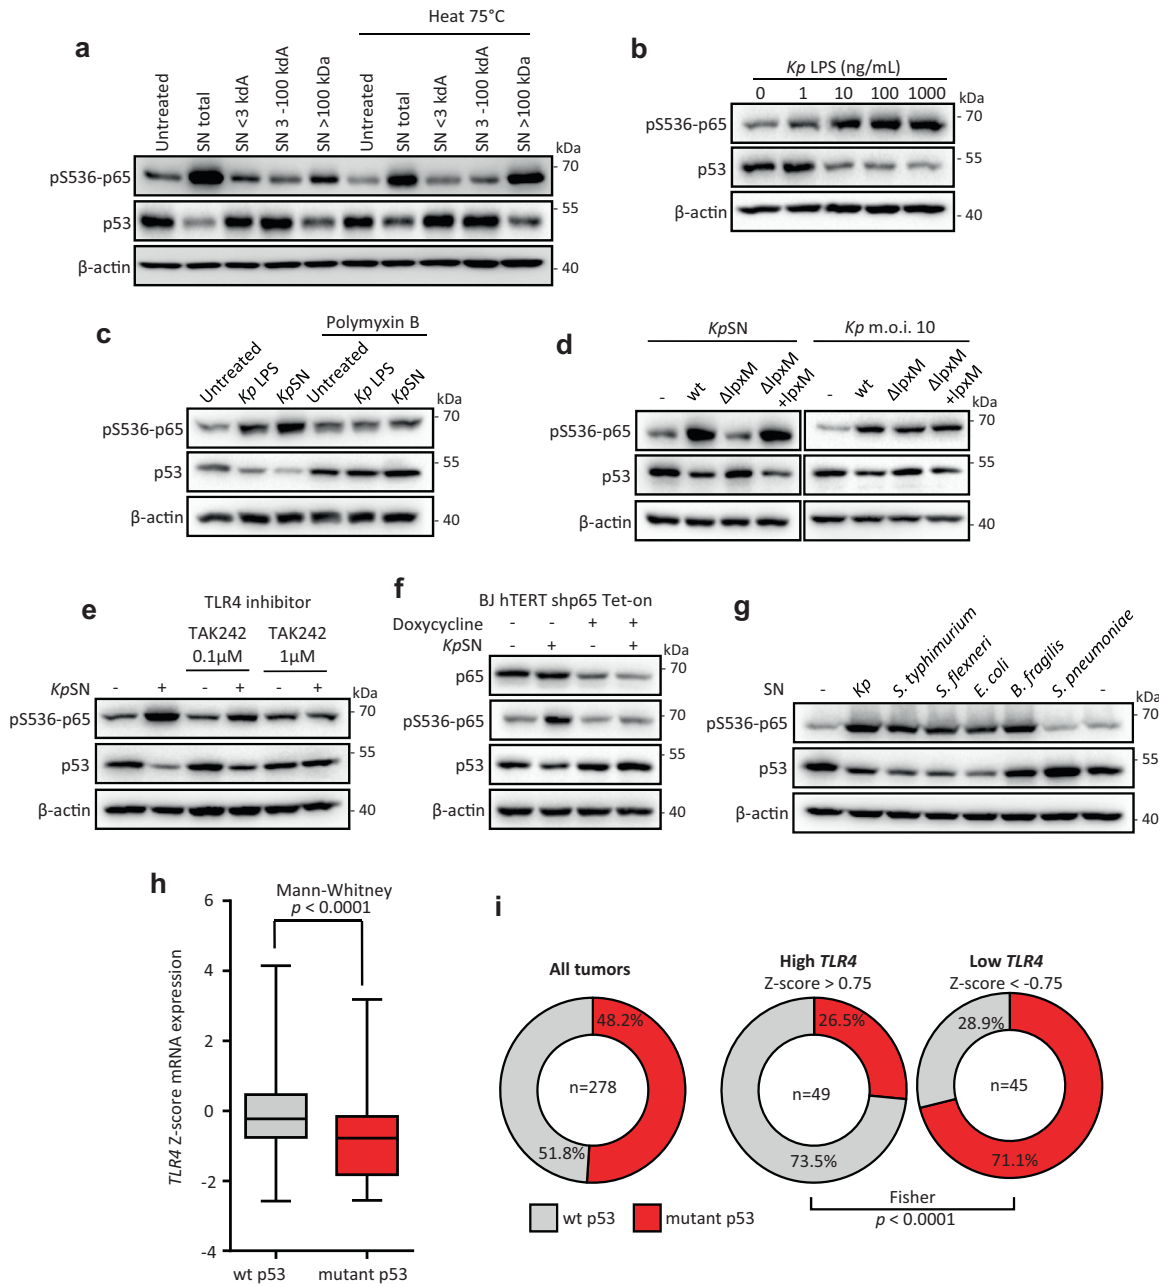 a
Heat 75°C
Untreated
SN total
SN <3 kdA
SN 3 -100 kdA
SN >100 kDa
Untreated
SN total
SN <3 kdA
SN 3 -100 kdA
SN >100 kDa
kDa
pS536-p65
- 70
p53
- 55
β-actin
- 40
b
Kp LPS (ng/mL)
0 1 10 100 1000
kDa
pS536-p65
- 70
p53
- 55
β-actin
- 40
c
Polymyxin B
Untreated
Kp LPS
KpSN
Untreated
Kp LPS
KpSN
kDa
pS536-p65
- 70
p53
- 55
β-actin
- 40
d
KpSN
Kp m.o.i. 10
-
wt
ΔlpxM
ΔlpxM
+lpxM
-
wt
ΔlpxM
ΔlpxM
+lpxM
kDa
pS536-p65
- 70
p53
- 55
β-actin
- 40
e
TLR4 inhibitor
TAK242
0.1µM
TAK242
1µM
KpSN - + - + - +
kDa
pS536-p65
- 70
p53
- 55
β-actin
- 40
f
BJ hTERT shp65 Tet-on
Doxycycline - - + +
KpSN - + - +
kDa
p65
- 70
pS536-p65
- 70
p53
- 55
β-actin
- 40
g
SN
-
Kp
S. typhimurium
S. flexneri
E. coli
B. fragilis
S. pneumoniae
-
kDa
pS536-p65
- 70
p53
- 55
β-actin
- 40
h
Mann-Whitney
p < 0.0001
TLR4 Z-score mRNA expression
6
4
2
0
-2
-4
wt p53
mutant p53
i
All tumors
48.2%
n=278
51.8%
High TLR4
Z-score > 0.75
26.5%
n=49
73.5%
Low TLR4
Z-score < -0.75
28.9%
n=45
71.1%
Fisher
p < 0.0001
wt p53
mutant p53